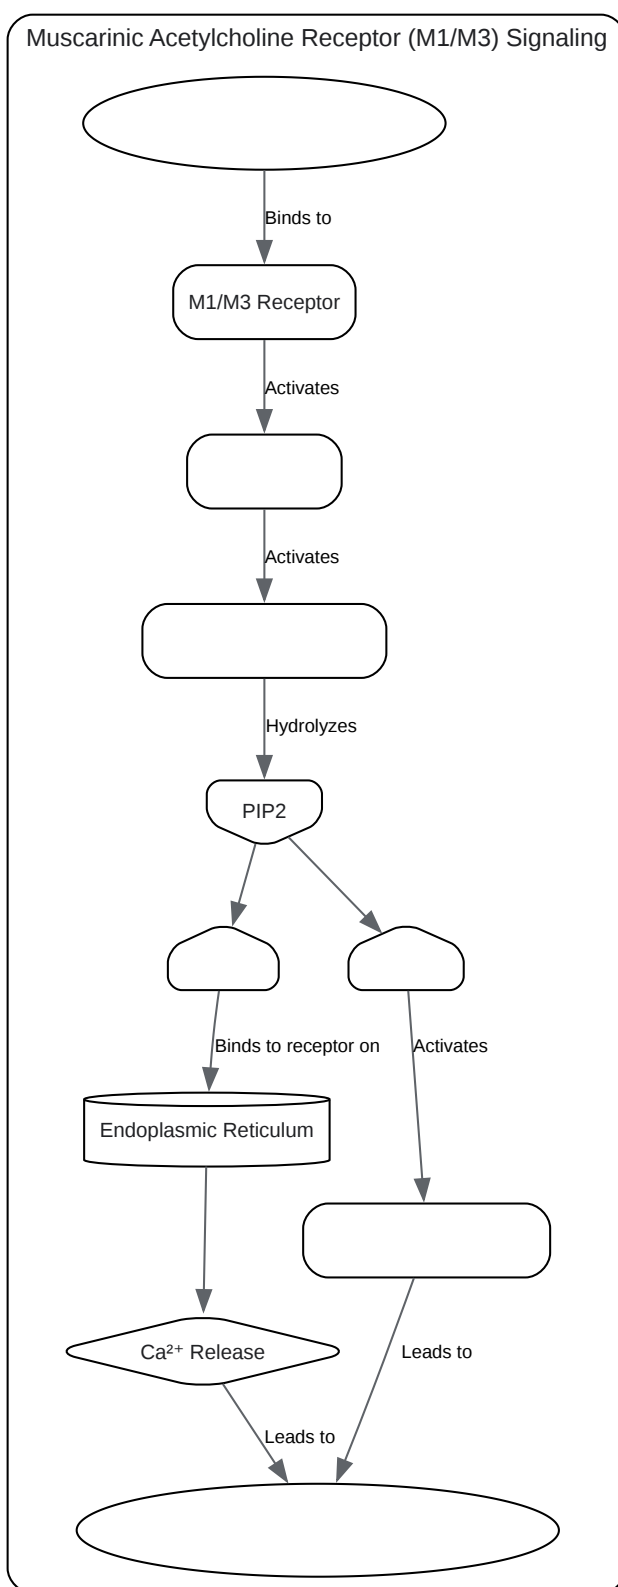 Muscarinic Acetylcholine Receptor (M1/M3) Signaling
Binds to
M1/M3 Receptor
Activates
Activates
Hydrolyzes
PIP2
Binds to receptor on
Activates
Endoplasmic Reticulum
Ca²⁺ Release
Leads to
Leads to